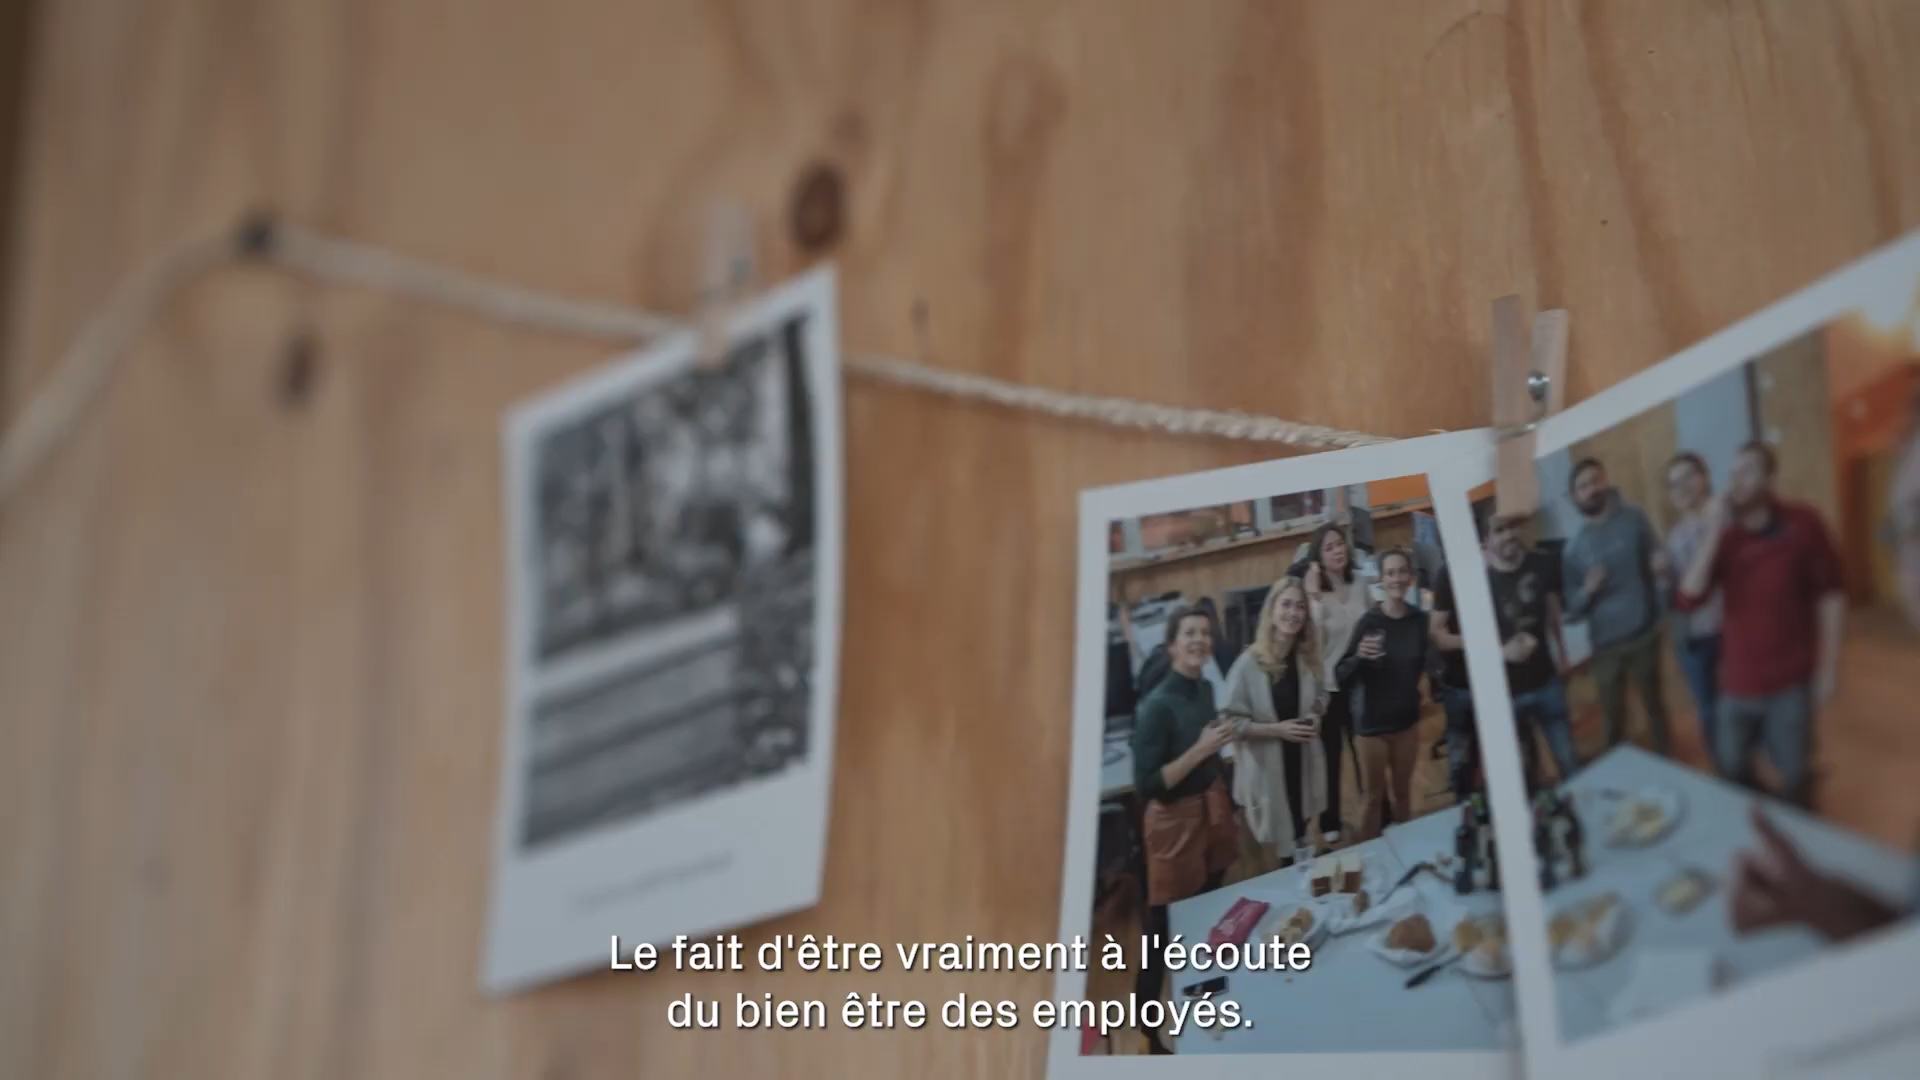 Le fait d'être vraiment à l'écoute
du bien être des employés.